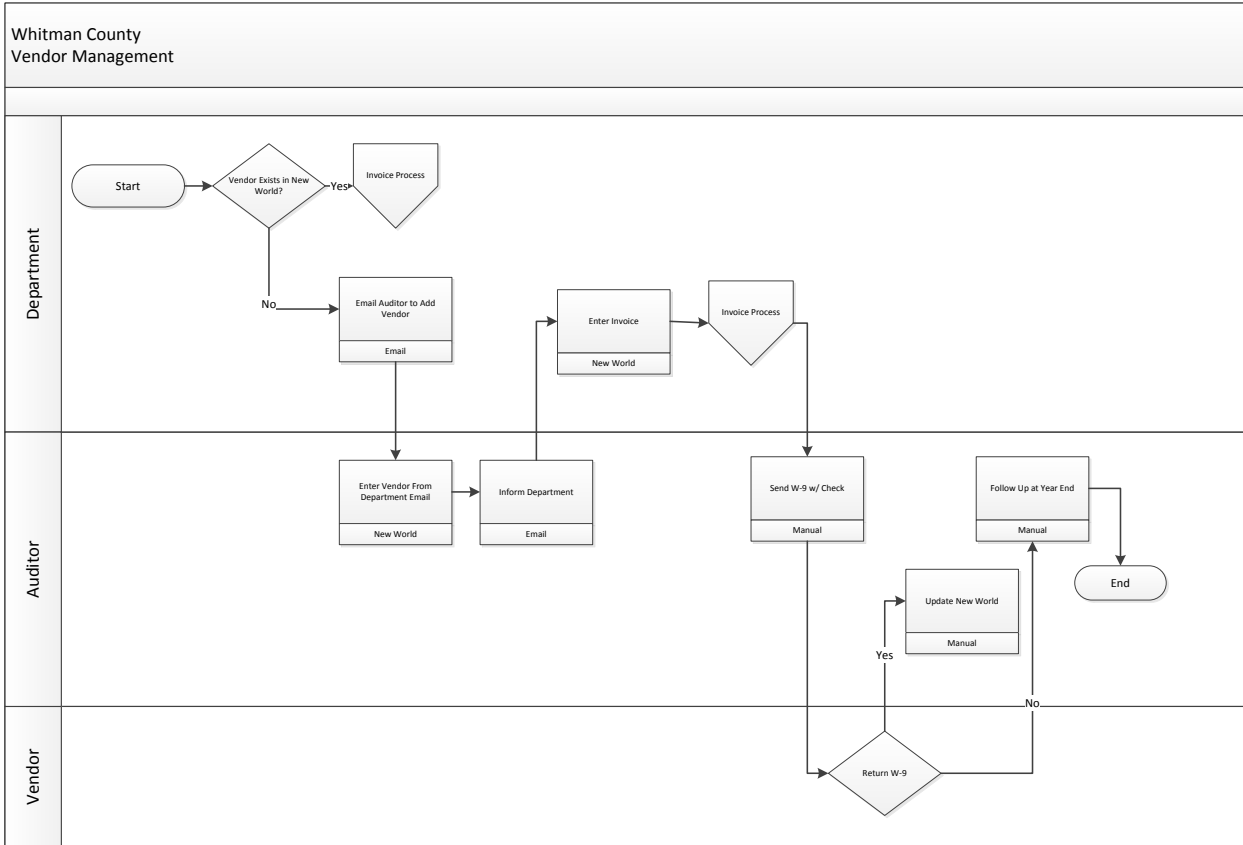 Whitman County
Vendor Management
Department
Start
Vendor Exists in New
World?
Yes
Invoice Process
No
Email Auditor to Add
Vendor
Email
Enter Invoice
New World
Invoice Process
Auditor
Enter Vendor From
Department Email
New World
Inform Department
Email
Send W-9 w/ Check
Manual
Follow Up at Year End
Manual
End
Update New World
Manual
Yes
No
Vendor
Return W-9